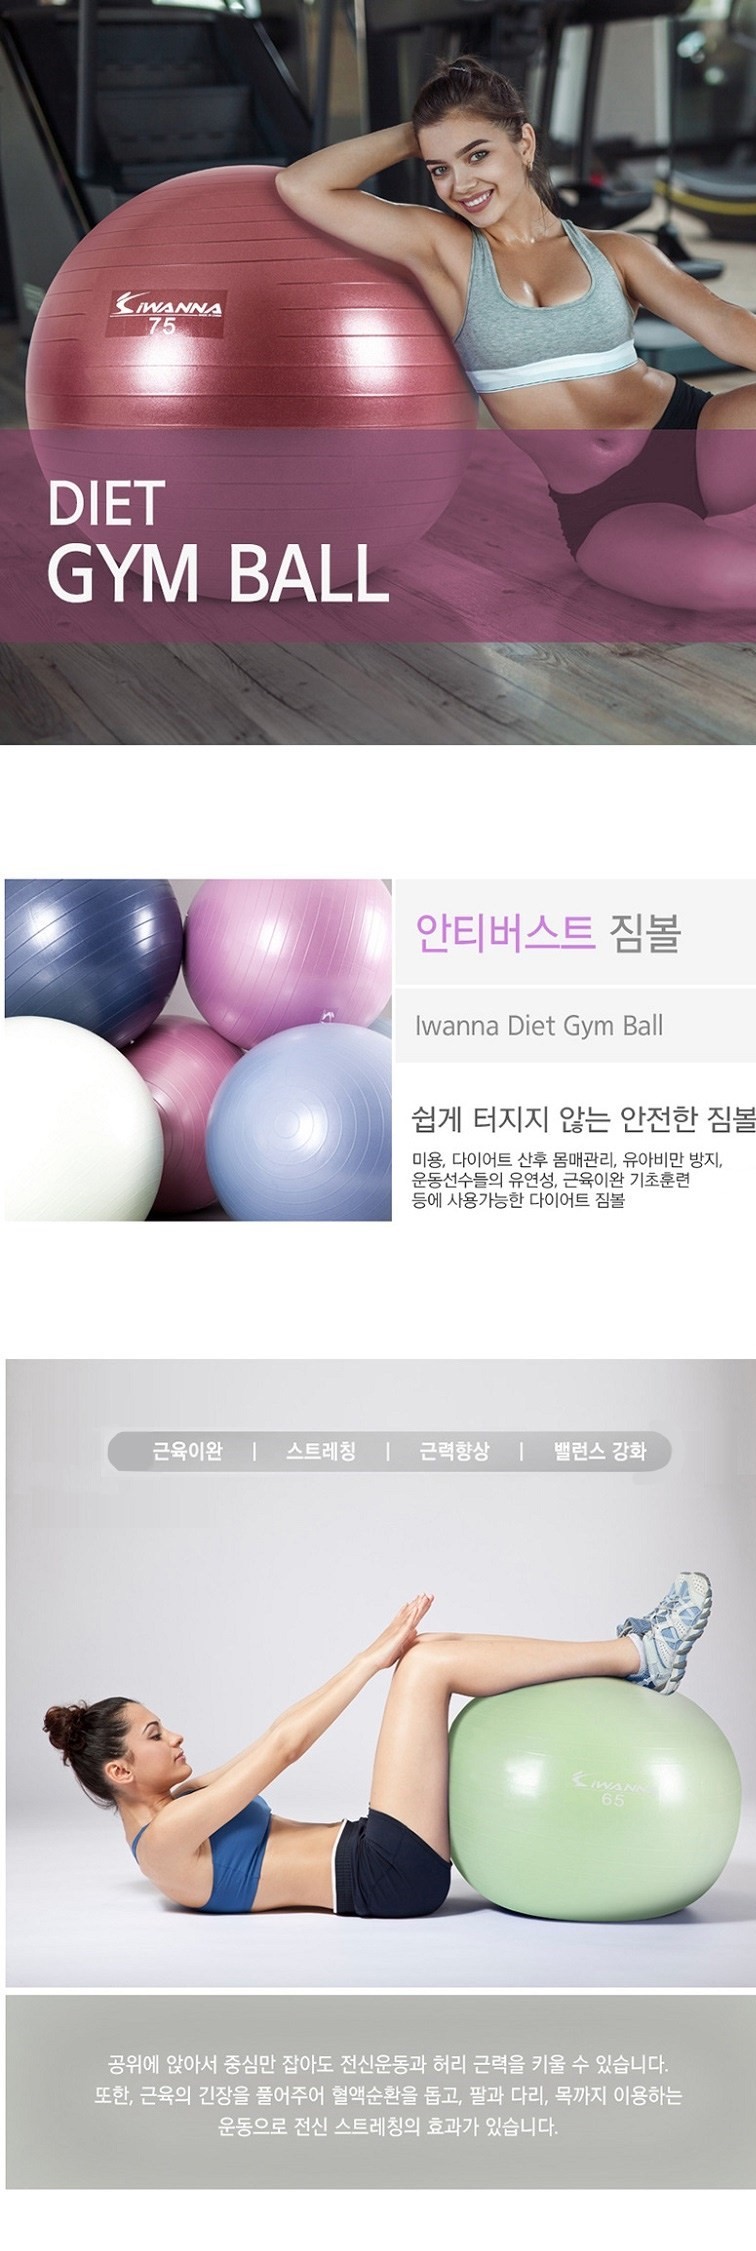 IWANNA
75
DIET
GYM BALL
안티버스트 짐볼
Iwanna Diet Gym Ball
쉽게 터지지 않는 안전한 짐볼
미용, 다이어트 산후 몸매관리, 유아비만 방지,
운동선수들의 유연성, 근육이완 기초훈련
등에 사용가능한 다이어트 짐볼
근육이완 | 스트레칭 | 근력향상 | 밸런스 강화
IWANNA
65
공위에 앉아서 중심만 잡아도 전신운동과 허리 근력을 키울 수 있습니다.
또한, 근육의 긴장을 풀어주어 혈액순환을 돕고, 팔과 다리, 목까지 이용하는
운동으로 전신 스트레칭의 효과가 있습니다.